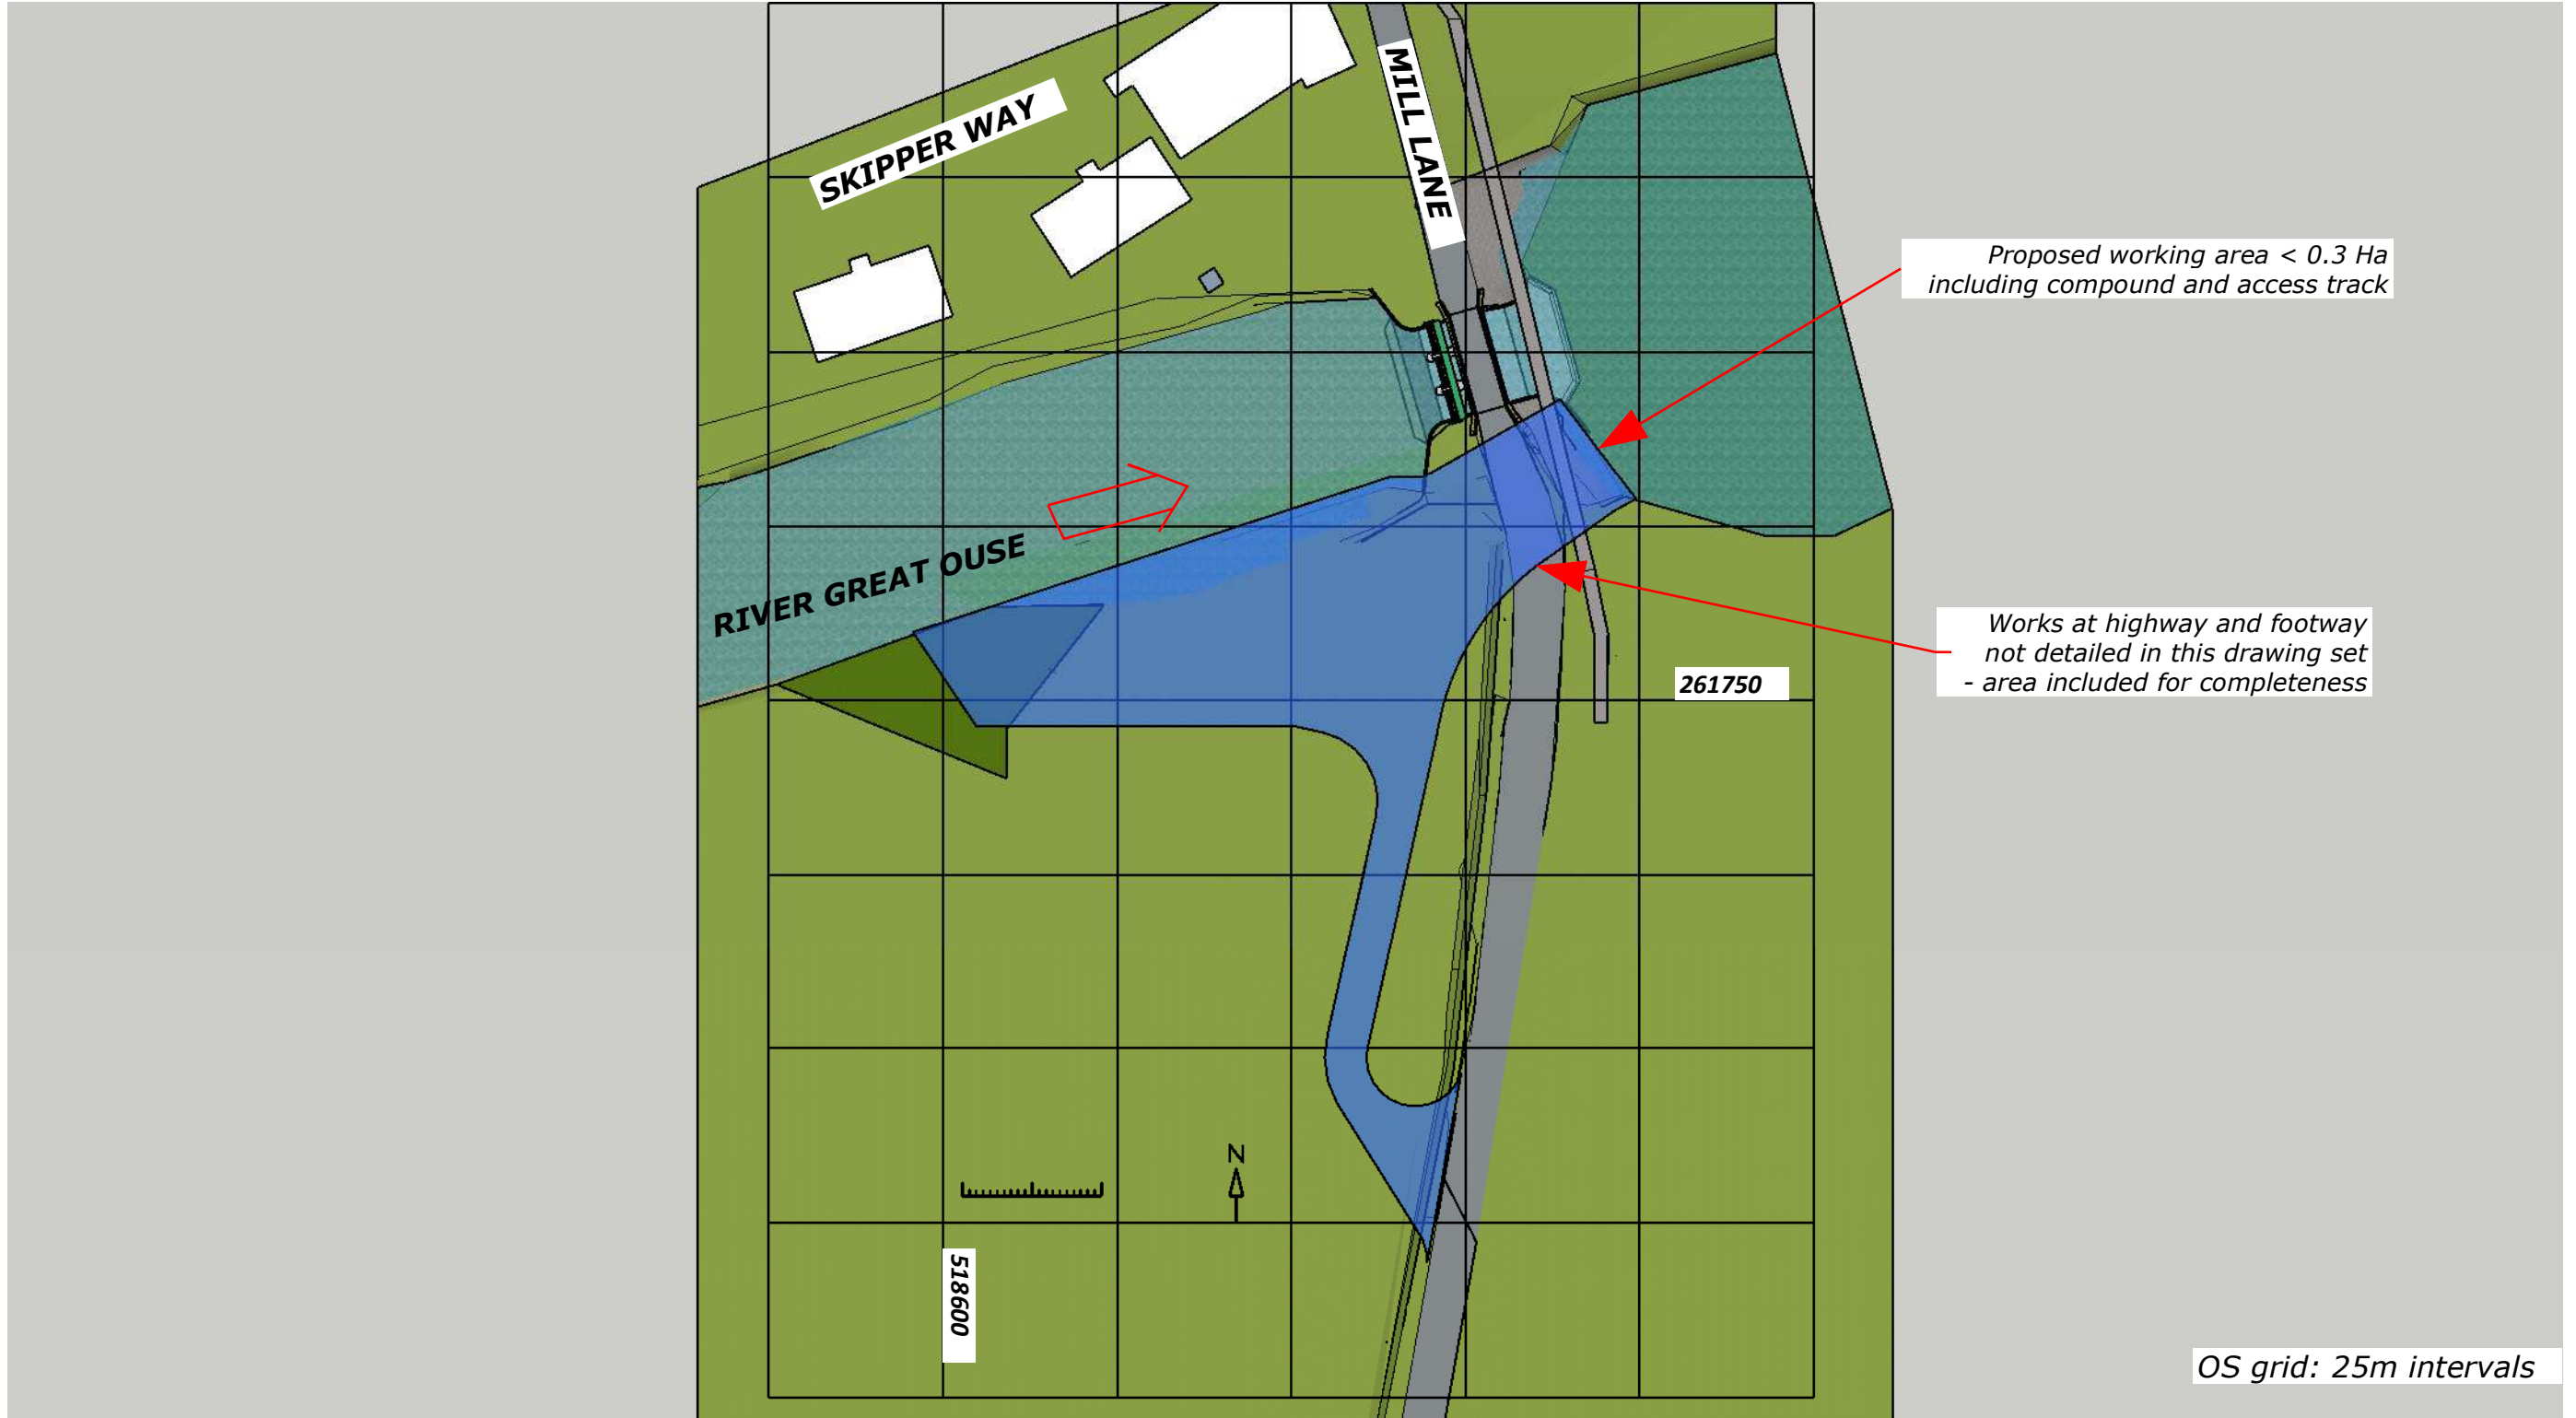 SKIPPER WAY
MILL LANE
Proposed working area < 0.3 Ha
including compound and access track
RIVER GREAT OUSE
Works at highway and footway
not detailed in this drawing set
- area included for completeness
261750
N
518600
OS grid: 25m intervals